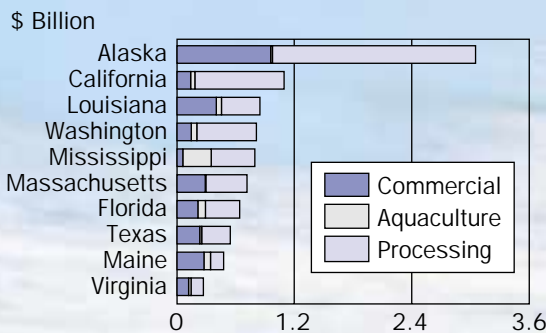 $ Billion
Alaska
California
Louisiana
Washington
Mississippi
Massachusetts
Florida
Texas
Maine
Virginia
Commercial
Aquaculture
Processing
0 1.2 2.4 3.6